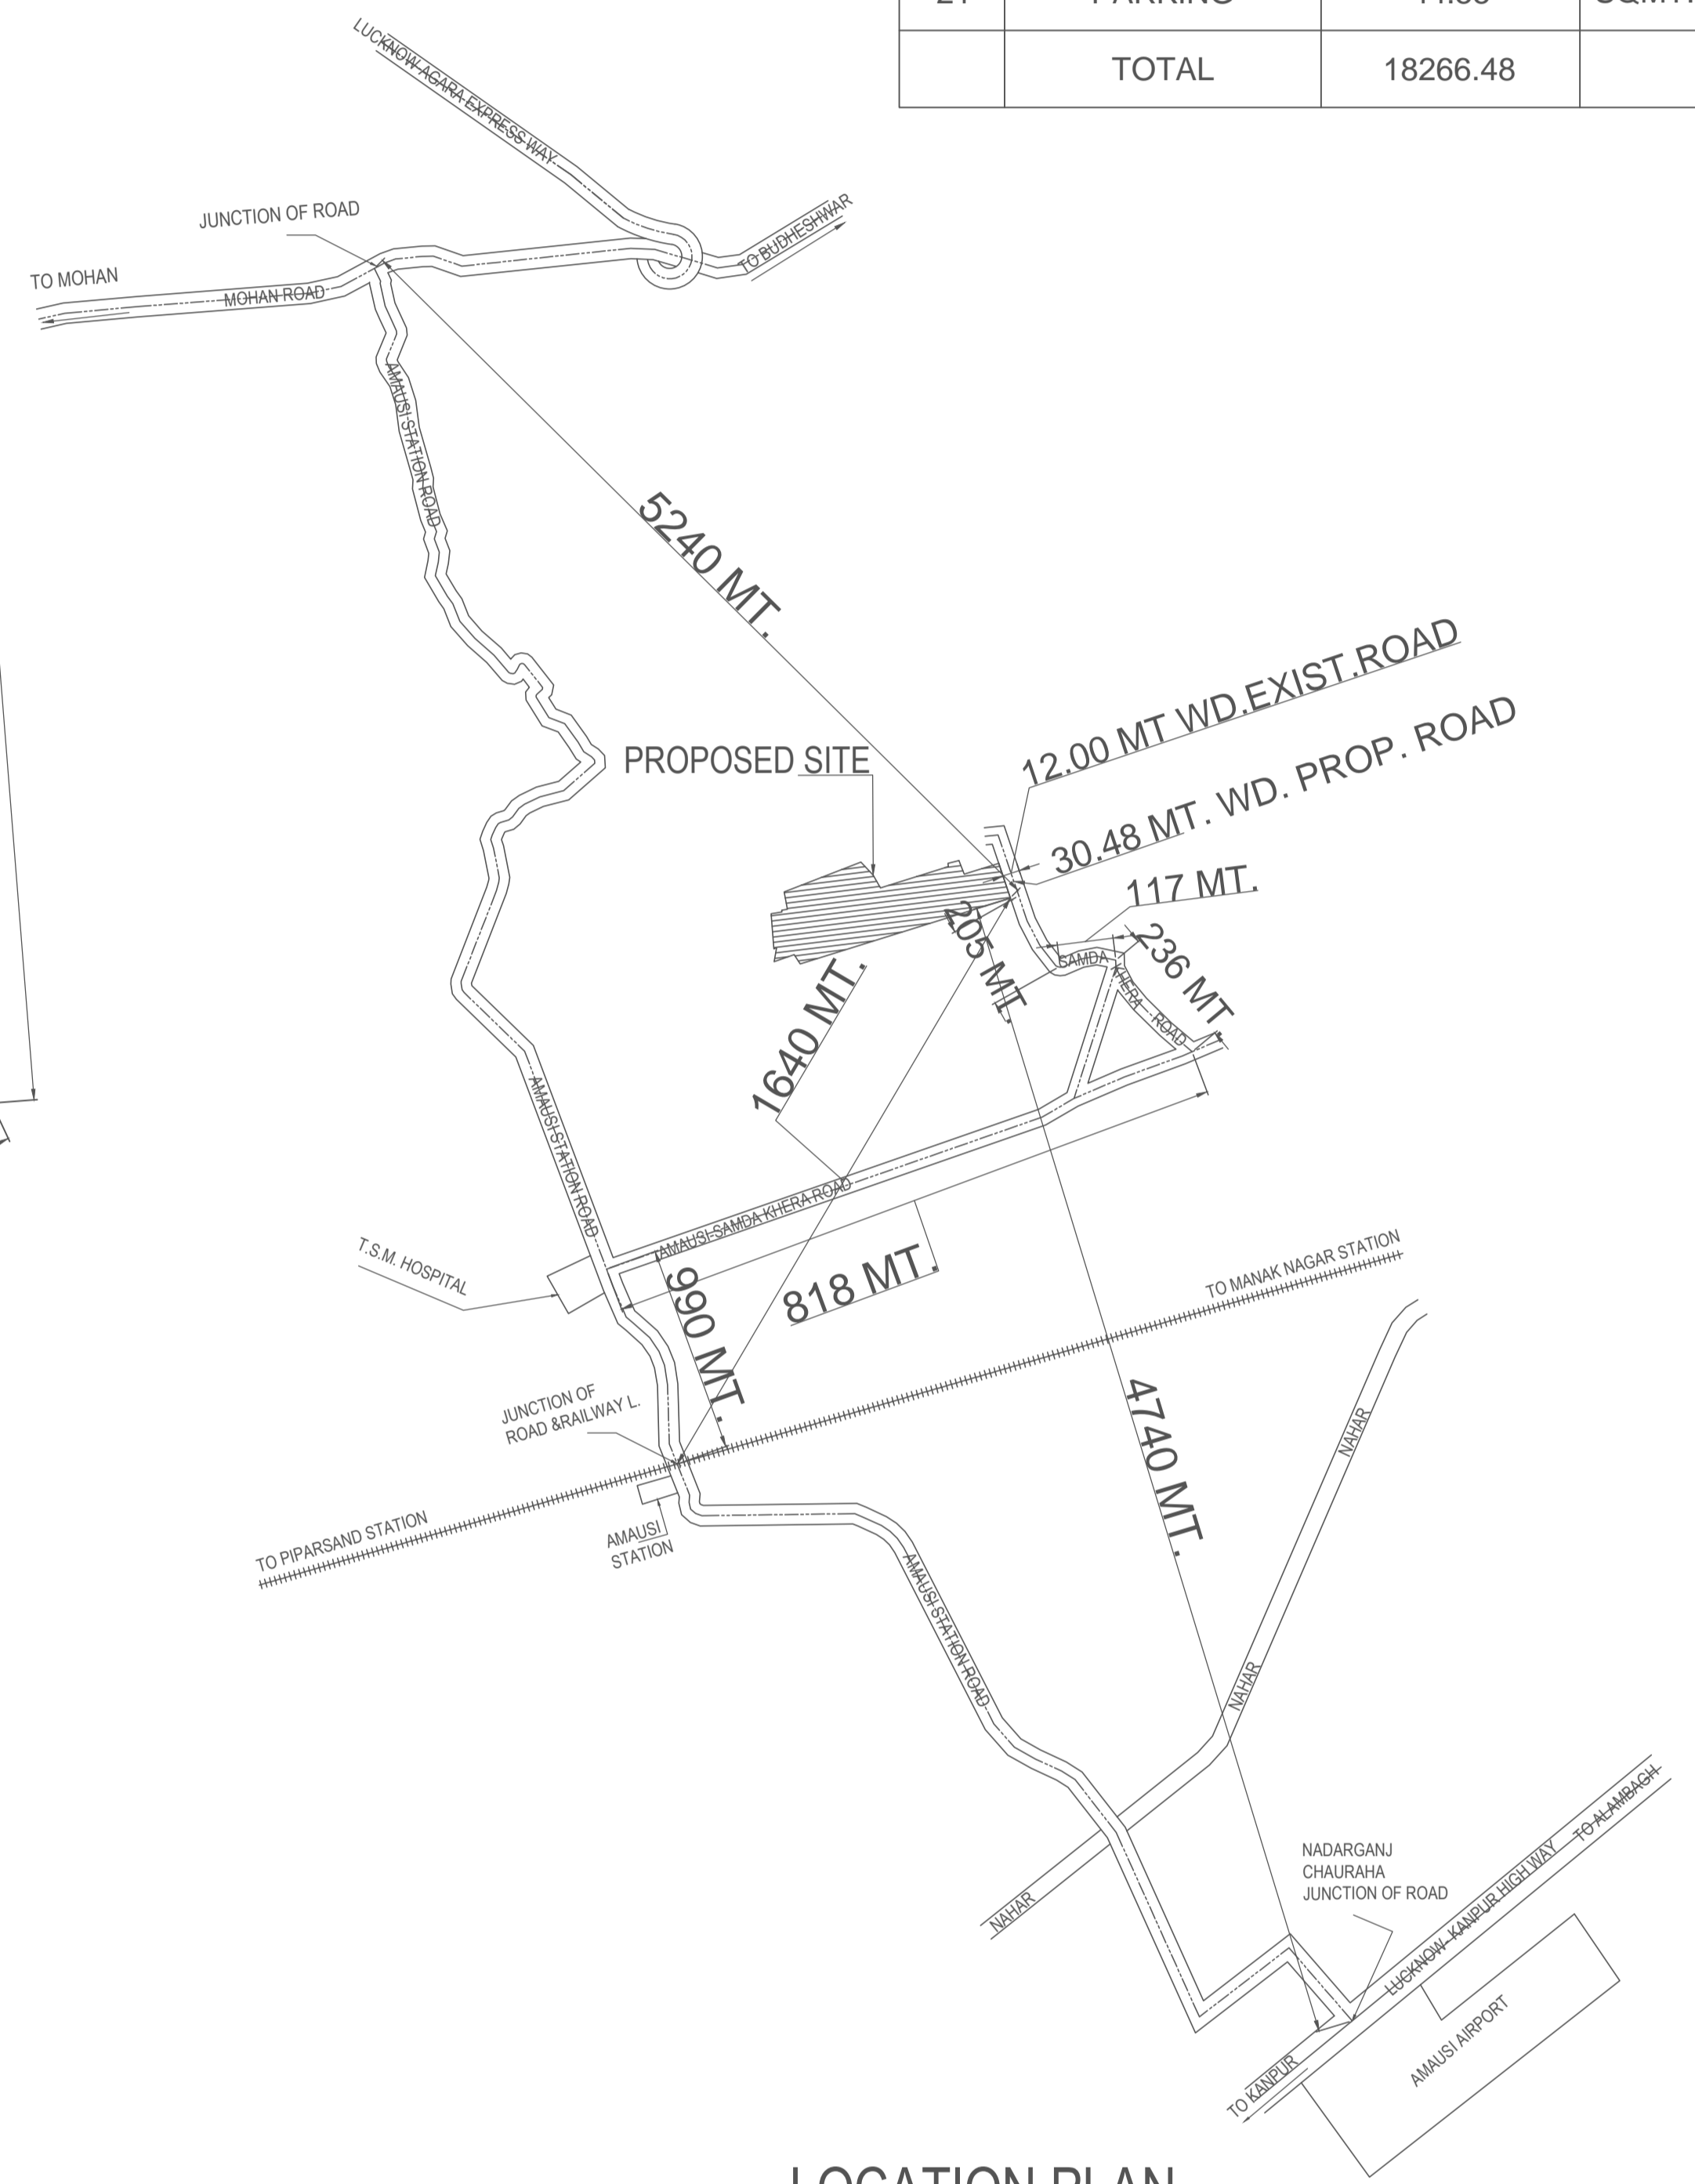 TOTAL 18266.48
LUCKNOW AGARA EXPRESS WAY
JUNCTION OF ROAD
TO BUDHESHWAR
TO MOHAN
MOHAN ROAD
AMAUSI STATION ROAD
5240 MT.
12.00 MT WD.EXIST.ROAD
30.48 MT. WD. PROP. ROAD
PROPOSED SITE
117 MT.
205 MT.
236 MT.
SAMDA
KHERA
ROAD
1640 MT.
AMAUSI STATION ROAD
AMAUSI-SAMDA KHERA ROAD
T.S.M. HOSPITAL
818 MT.
990 MT.
TO MANAK NAGAR STATION
JUNCTION OF
ROAD &RAILWAY L.
4740 MT.
NAHAR
TO PIPARSAND STATION
AMAUSI
STATION
AMAUSI STATION ROAD
NAHAR
NAHAR
NADARGANJ
CHAURAHA
JUNCTION OF ROAD
LUCKNOW- KANPUR HIGH WAY
TO ALAMBAGH
AMAUSI AIRPORT
TO KANPUR
LOCATION PLAN